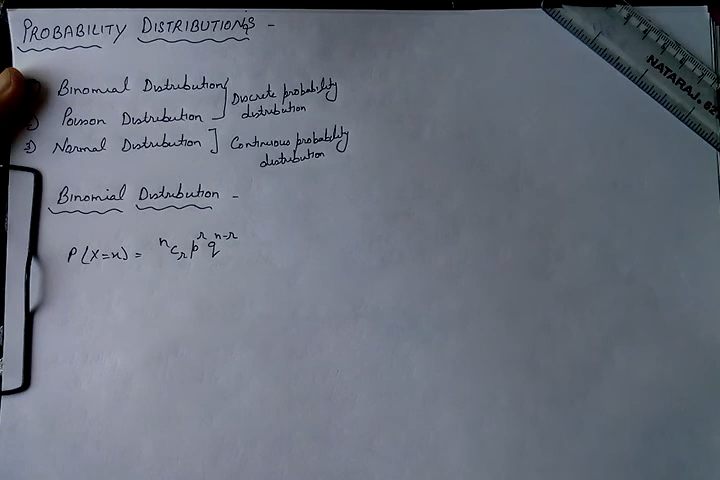 PROBABILITY DISTRIBUTIONS -
Binomial Distribution
2) Poisson Distribution
] Discrete probability
distribution
3) Normal Distribution ] Continuous probability
distribution
Binomial Distribution -
P(X=x) = ⁿCᵣ pʳ qⁿ⁻ʳ
NATARAJ